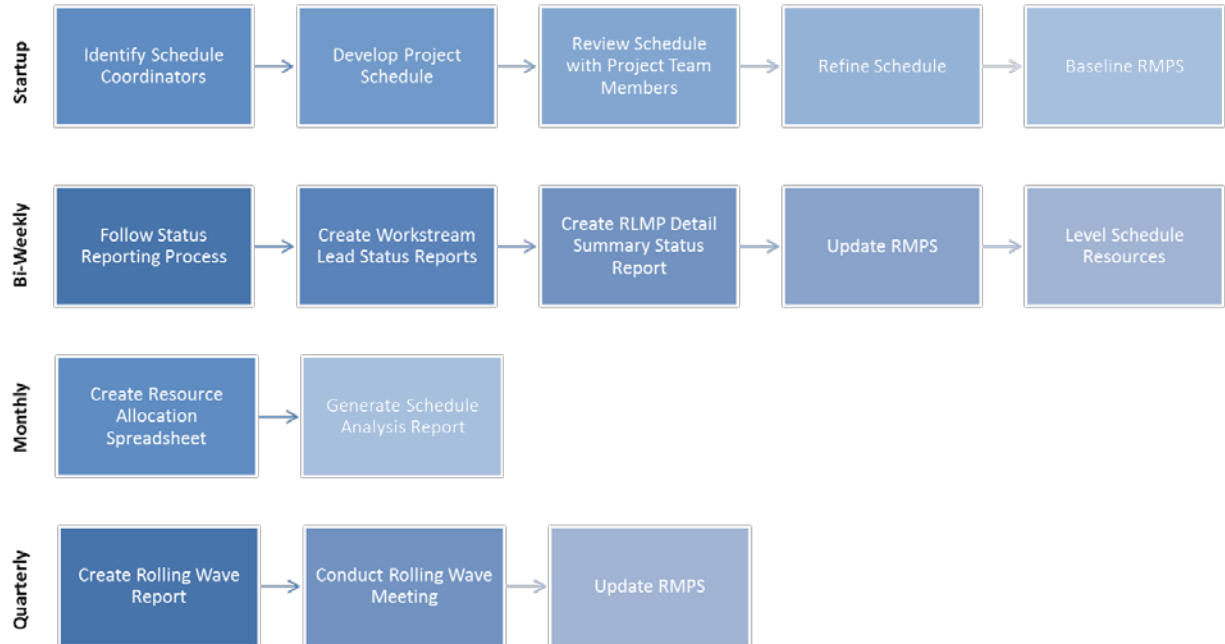 Startup
Identify Schedule
Coordinators
Develop Project
Schedule
Review Schedule
with Project Team
Members
Refine Schedule
Baseline RMPS
Bi-Weekly
Follow Status
Reporting Process
Create Workstream
Lead Status Reports
Create RLMP Detail
Summary Status
Report
Update RMPS
Level Schedule
Resources
Monthly
Create Resource
Allocation
Spreadsheet
Generate Schedule
Analysis Report
Quarterly
Create Rolling Wave
Report
Conduct Rolling Wave
Meeting
Update RMPS